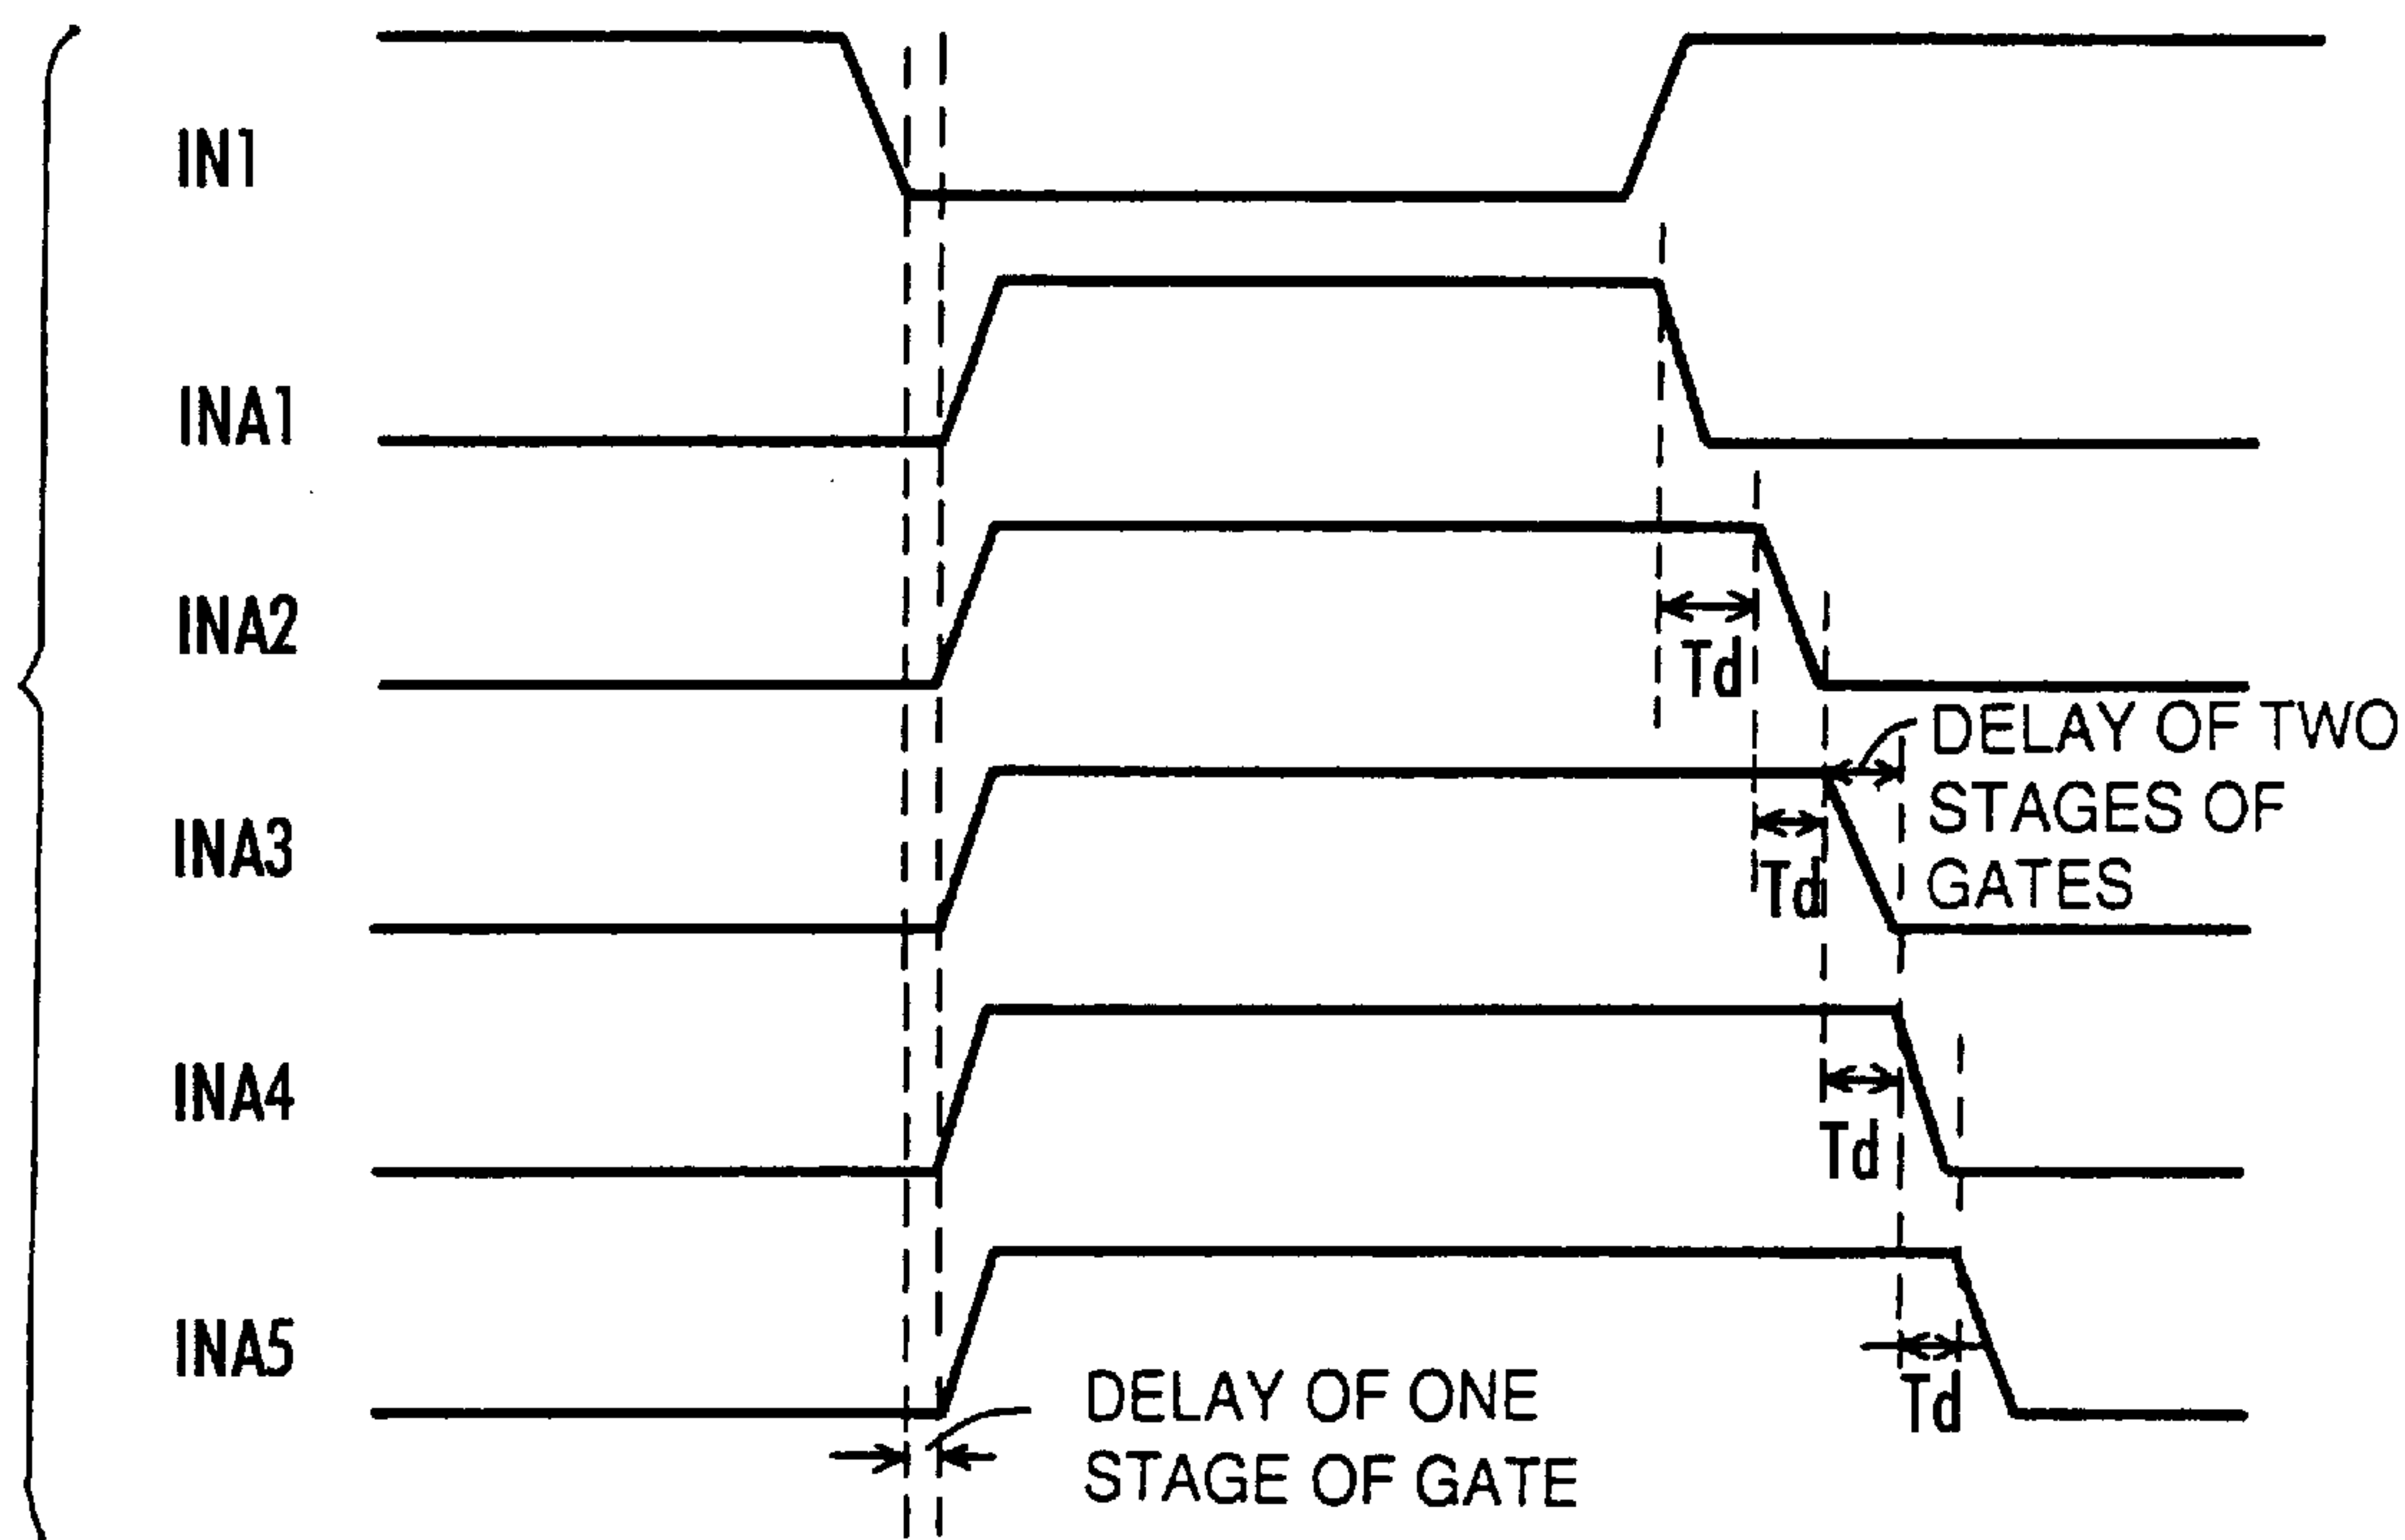 IN1
INA1
INA2
Td
DELAY OF TWO
STAGES OF
GATES
INA3
Td
INA4
Td
INA5
Td
DELAY OF ONE
STAGE OF GATE